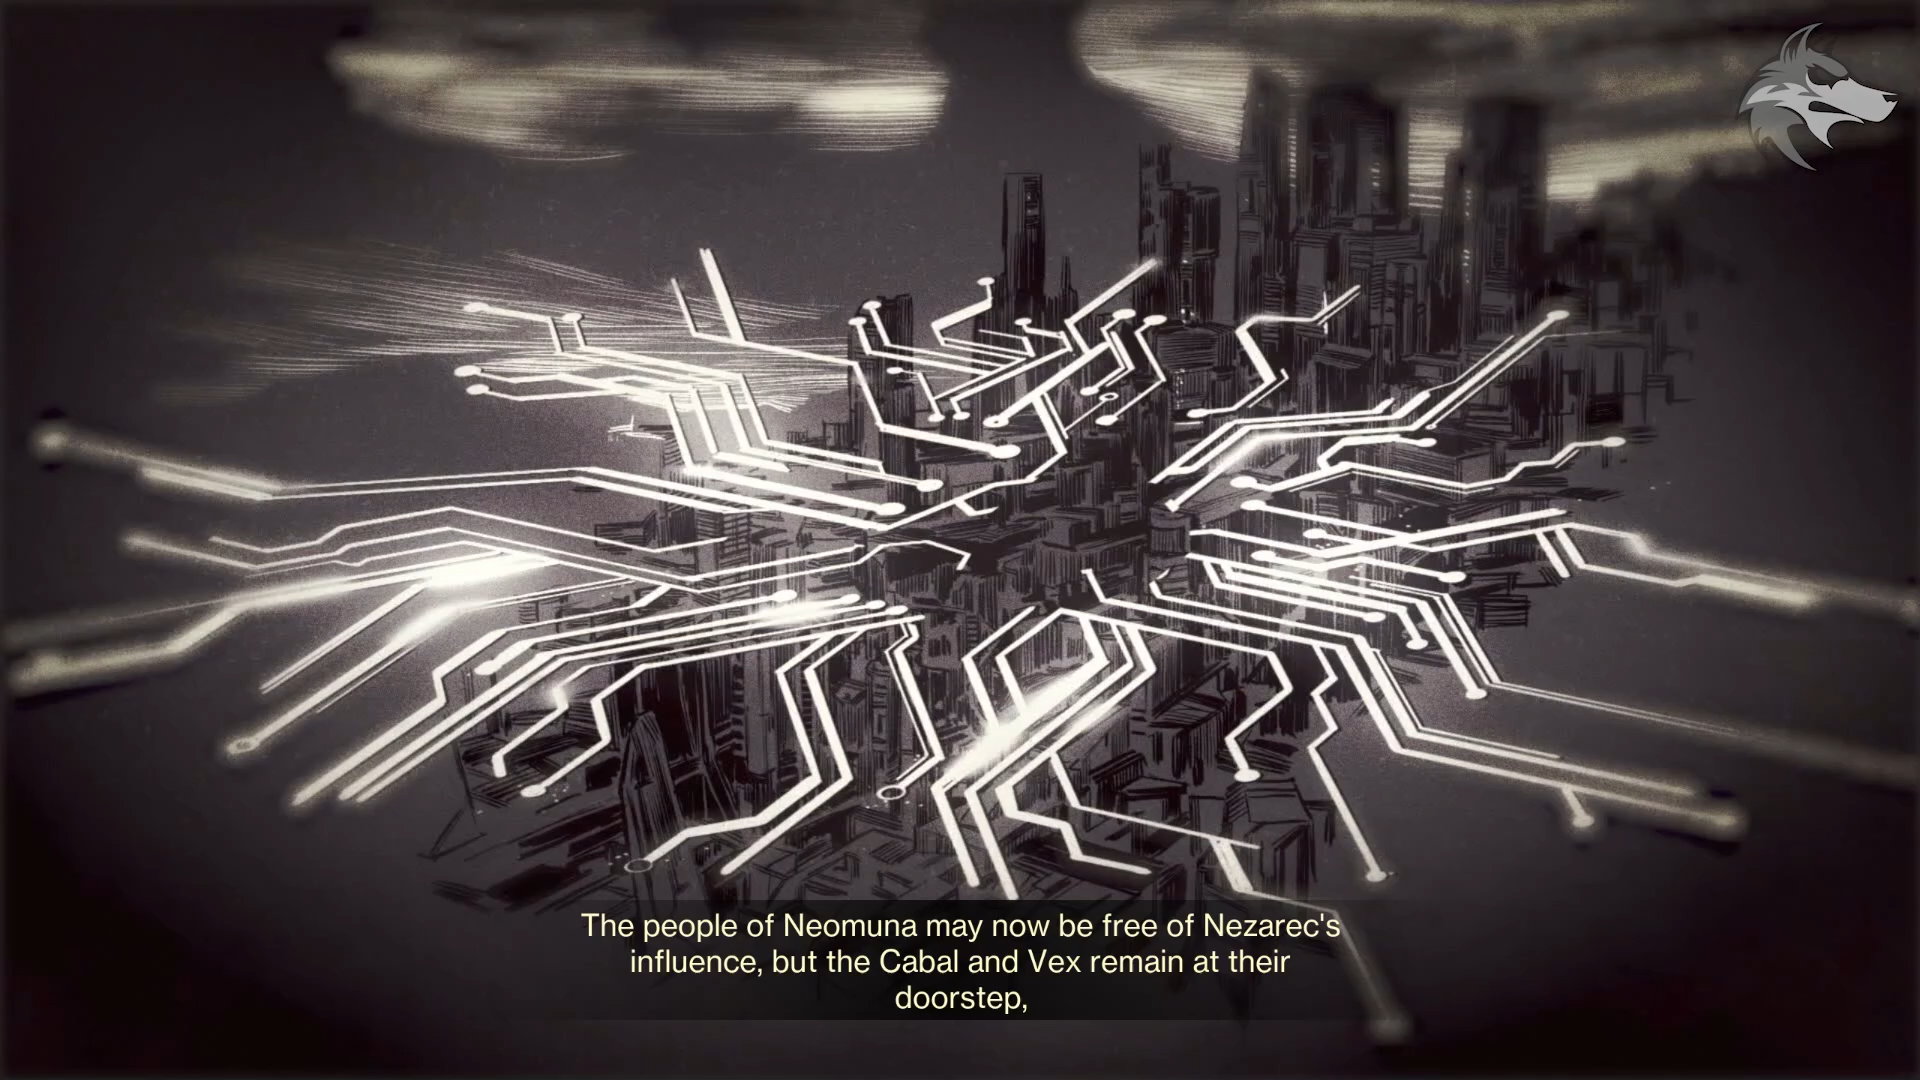 The people of Neomuna may now be free of Nezarec's
influence, but the Cabal and Vex remain at their
doorstep,